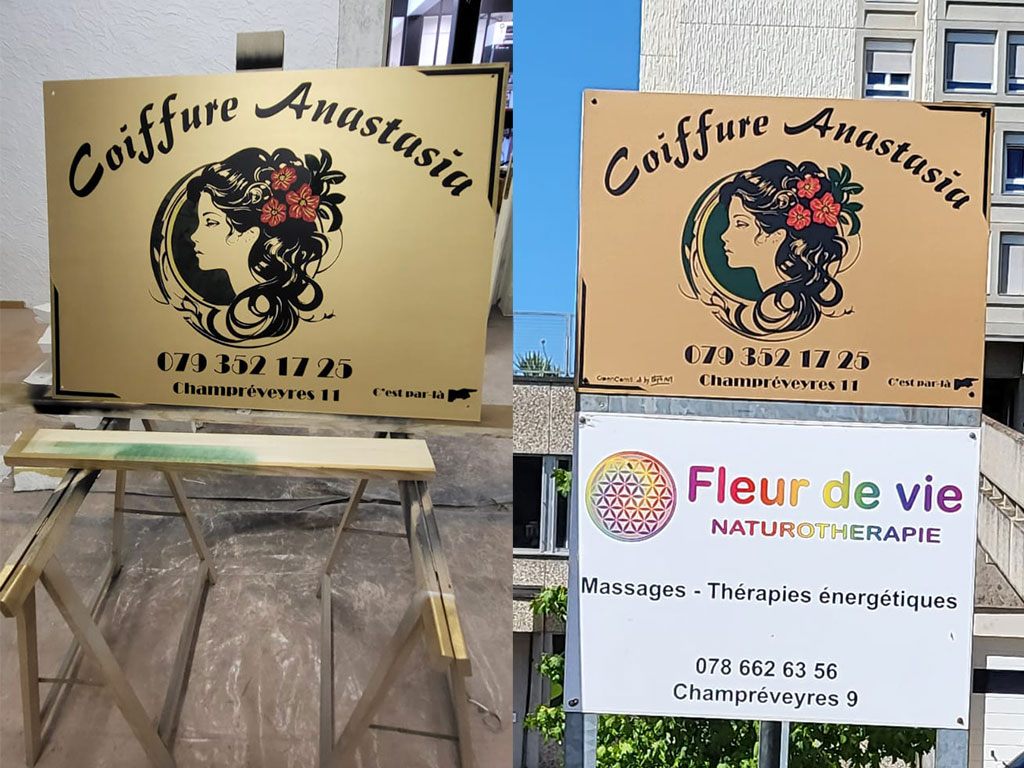 Coiffure Anastasia
079 352 17 25
Champréveyres 11
C'est par-là
Coiffure Anastasia
079 352 17 25
Champréveyres 11
C'est par-là
by
Fleur de vie
NATUROTHERAPIE
Massages - Thérapies énergétiques
078 662 63 56
Champréveyres 9